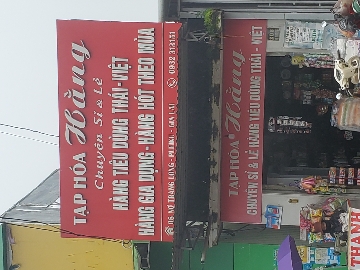 TẠP HÓA Hằng
Chuyên Sỉ & Lẻ
HÀNG TIÊU DÙNG THÁI - VIỆT
HÀNG GIA DỤNG - HÀNG HÓT THEO MÙA
TẠP HÓA Hằng
CHUYÊN SỈ & LẺ HÀNG TIÊU DÙNG THÁI - VIỆT